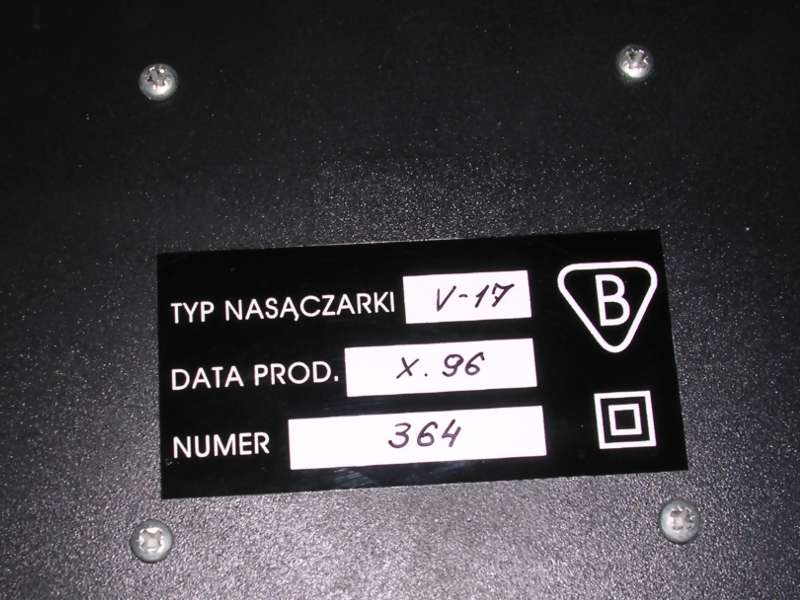 TYP NASĄCZARKI V-17
B
DATA PROD. X. 96
NUMER 364